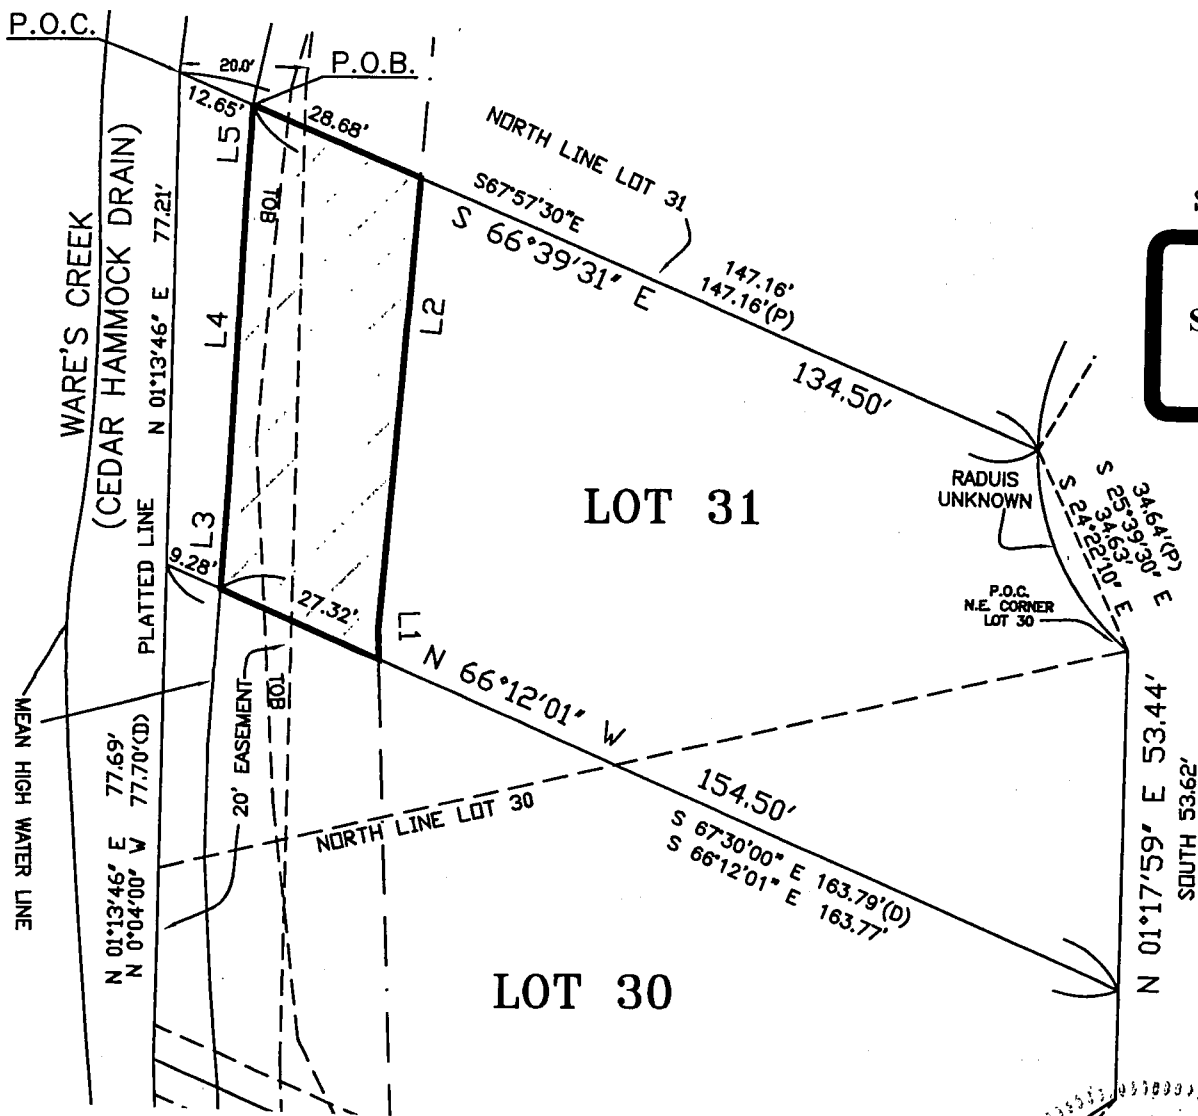 P.O.C.
20.0'
P.O.B.
12.65'
28.68'
L5
TOB
NORTH LINE LOT 31
S67°57'30"E
S 66°39'31" E
147.16'
147.16'(P)
134.50'
WARE'S CREEK
(CEDAR HAMMOCK DRAIN)
N 01°13'46" E 77.21'
PLATTED LINE
L4
L2
L3
9.28'
27.32'
L1
LOT 31
RADUIS
UNKNOWN
34.64'(P)
S 25°39'30" E
34.63'
S 24°22'10" E
P.O.C.
N.E. CORNER
LOT 30
N 66°12'01" W
154.50'
S 67°30'00" E 163.79'(D)
S 66°12'01" E 163.77'
MEAN HIGH WATER LINE
N 01°13'46" E 77.69'
N 0°04'00" W 77.70'(D)
20' EASEMENT
TOB
NORTH LINE LOT 30
LOT 30
N 01°17'59" E 53.44'
SOUTH 53.62'